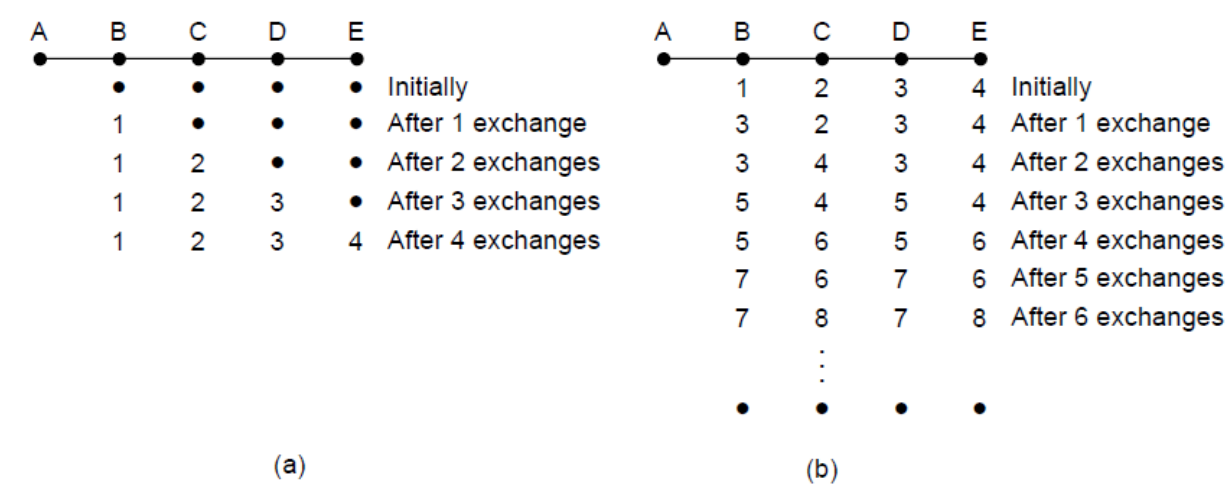 A B C D E
• • • • Initially
1 • • • After 1 exchange
1 2 • • After 2 exchanges
1 2 3 • After 3 exchanges
1 2 3 4 After 4 exchanges
(a)
A B C D E
1 2 3 4 Initially
3 2 3 4 After 1 exchange
3 4 3 4 After 2 exchanges
5 4 5 4 After 3 exchanges
5 6 5 6 After 4 exchanges
7 6 7 6 After 5 exchanges
7 8 7 8 After 6 exchanges
⋮
• • • •
(b)